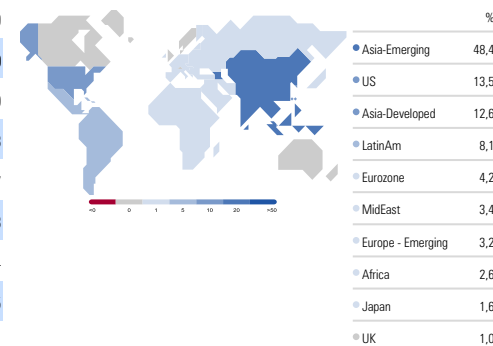 %
Asia-Emerging 48,4
US 13,5
Asia-Developed 12,6
LatinAm 8,1
Eurozone 4,2
MidEast 3,4
Europe - Emerging 3,2
Africa 2,6
Japan 1,6
UK 1,0
<0 0 1 5 10 20 >50